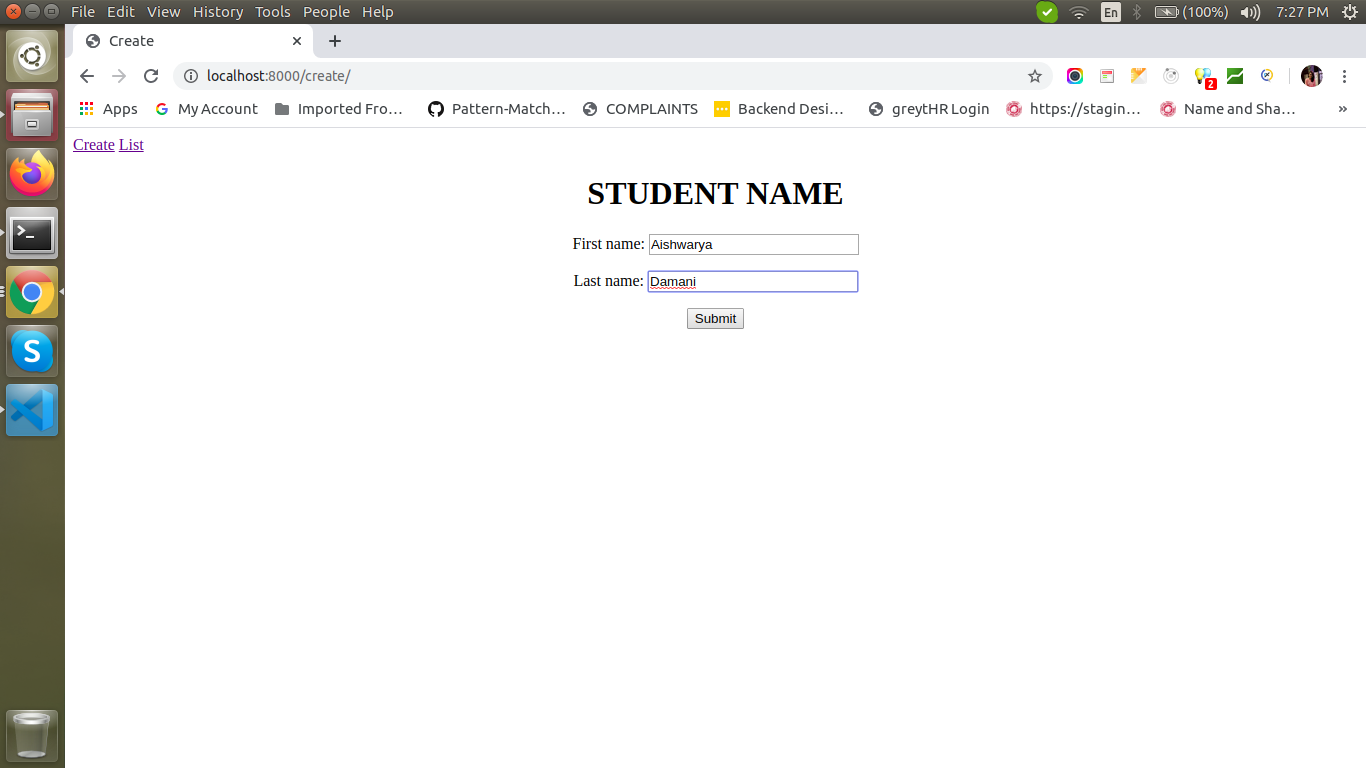 File Edit View History Tools People Help
En (100%) 7:27 PM
Create
localhost:8000/create/
2
Apps My Account Imported Fro… Pattern-Match… COMPLAINTS Backend Desi… greytHR Login https://stagin… Name and Sha… »
Create List
STUDENT NAME
First name: Aishwarya
Last name: Damani
Submit